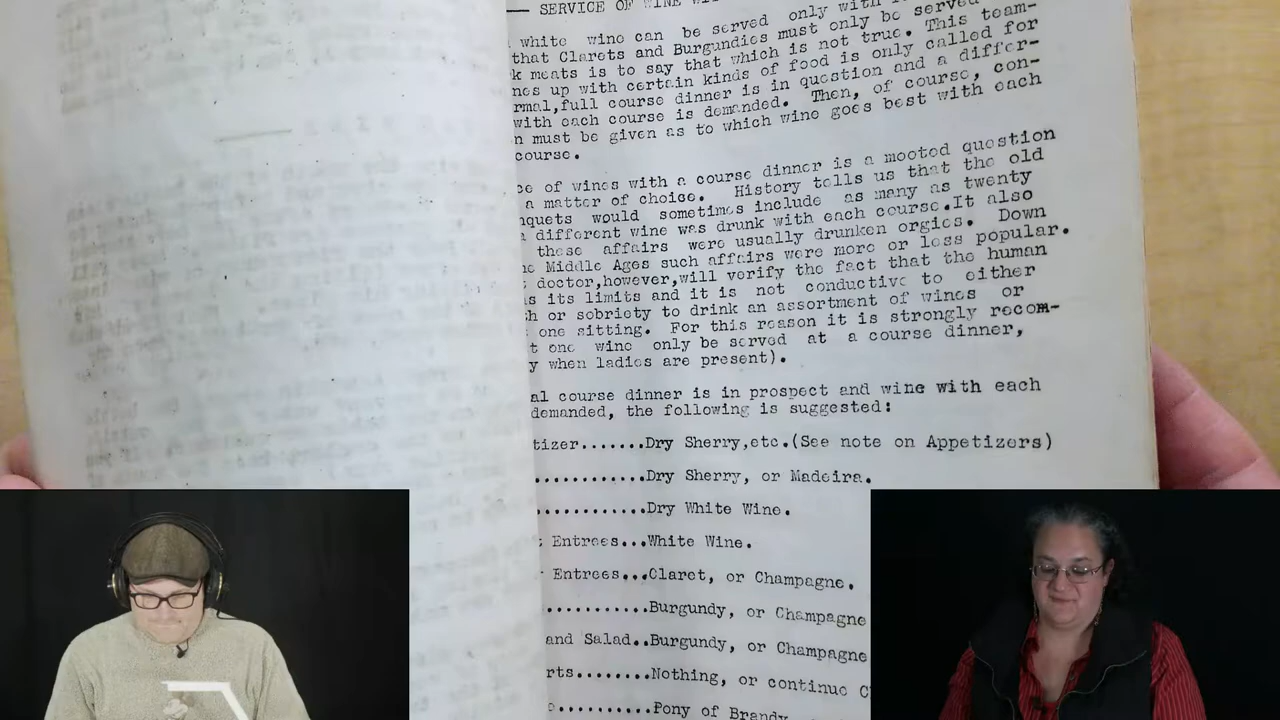 SERVICE OF WINE
white wine can be served only with
that Clarets and Burgundies must only be served
k meats is to say that which is not true. This team-
nes up with certain kinds of food is only called for
rmal,full course dinner is in question and a differ-
with each course is demanded. Then, of course, con-
n must be given as to which wine goes best with each
course.
ce of wines with a course dinner is a mooted question
a matter of choice. History tells us that the old
nquets would sometimes include as many as twenty
a different wine was drunk with each course.It also
these affairs were usually drunken orgies. Down
he Middle Ages such affairs were more or less popular.
t doctor,however,will verify the fact that the human
as its limits and it is not conductive to either
h or sobriety to drink an assortment of wines or
one sitting. For this reason it is strongly recom-
t one wine only be served at a course dinner,
y when ladies are present).
al course dinner is in prospect and wine with each
demanded, the following is suggested:
tizer.......Dry Sherry,etc.(See note on Appetizers)
............Dry Sherry, or Madeira.
............Dry White Wine.
Entrees...White Wine.
Entrees...Claret, or Champagne.
...........Burgundy, or Champagne
and Salad..Burgundy, or Champagne
rts........Nothing, or continue C
...........Pony of Brandy,